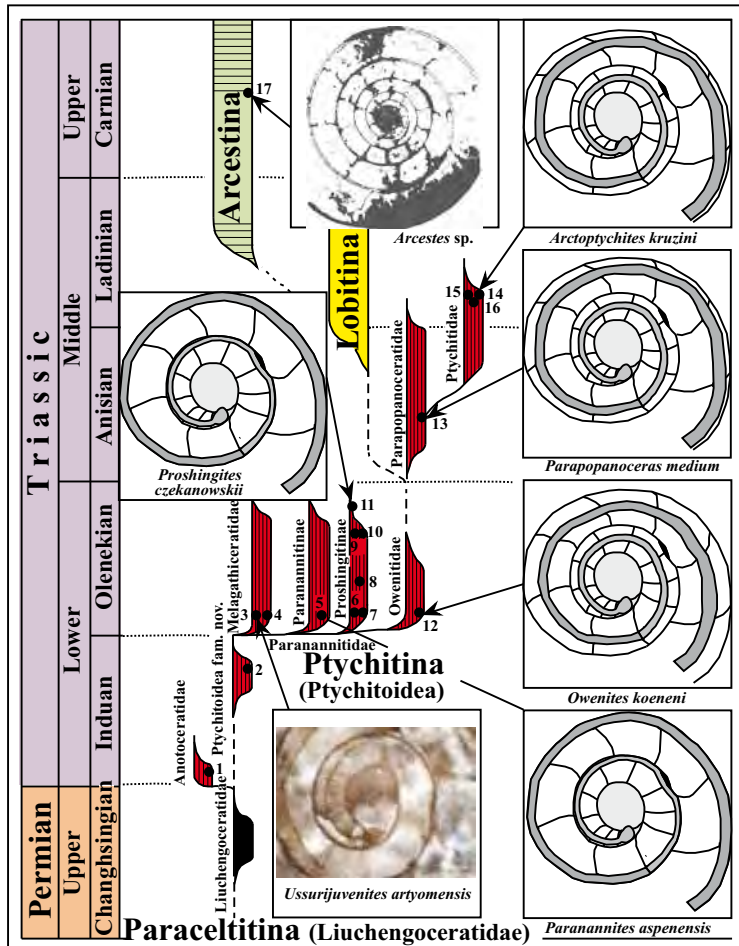 Triassic
Permian
Upper
Middle
Lower
Upper
Carnian
Ladinian
Anisian
Olenekian
Induan
Changhsingian
Arcestina
17
Arcestes sp.
Arctoptychites kruzini
Lobitina
15
14
16
Ptychitidae
Parapopanoceratidae
13
Parapopanoceras medium
Proshingites
czekanowskii
11
9
10
8
6
7
Melagathiceratidae
Paranannitinae
Proshingitinae
Owenitidae
3
4
5
12
Paranannitidae
Ptychitina
(Ptychitoidea)
Owenites koeneni
Ptychitoidea fam. nov.
2
Anotoceratidae
1
Liuchengoceratidae
Ussurijuvenites artyomensis
Paraceltitina (Liuchengoceratidae)
Paranannites aspenensis